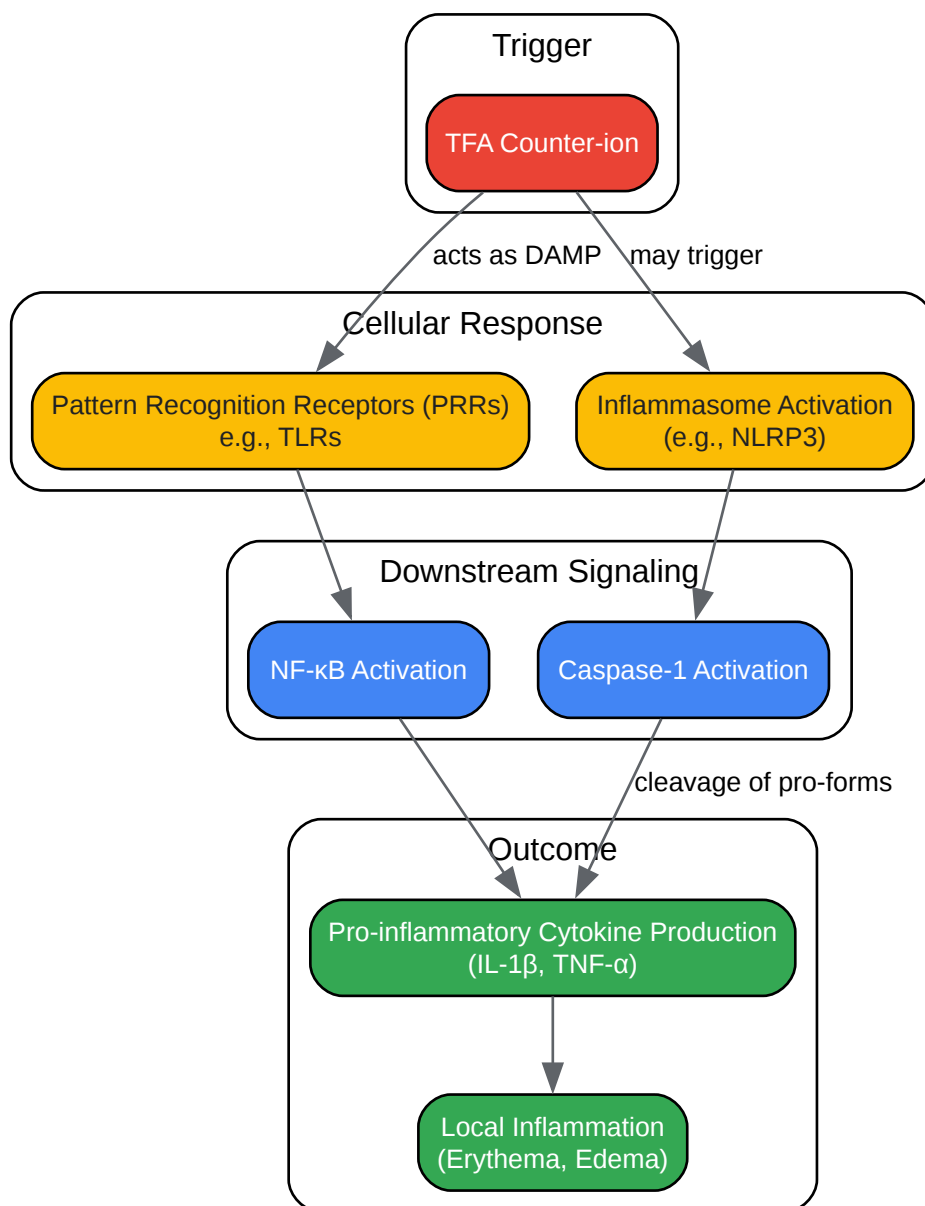 Trigger
TFA Counter-ion
acts as DAMP
may trigger
Cellular Response
Pattern Recognition Receptors (PRRs)
e.g., TLRs
Inflammasome Activation
(e.g., NLRP3)
Downstream Signaling
NF-κB Activation
Caspase-1 Activation
cleavage of pro-forms
Outcome
Pro-inflammatory Cytokine Production
(IL-1β, TNF-α)
Local Inflammation
(Erythema, Edema)